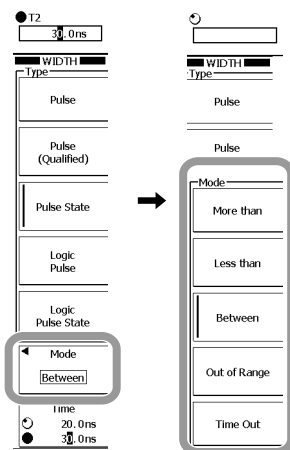 T2
30.0ns
WIDTH
Type
Pulse
Pulse
(Qualified)
Pulse State
Logic
Pulse
Logic
Pulse State
Mode
Between
Time
20.0ns
30.0ns
WIDTH
Type
Pulse
Pulse
Mode
More than
Less than
Between
Out of Range
Time Out